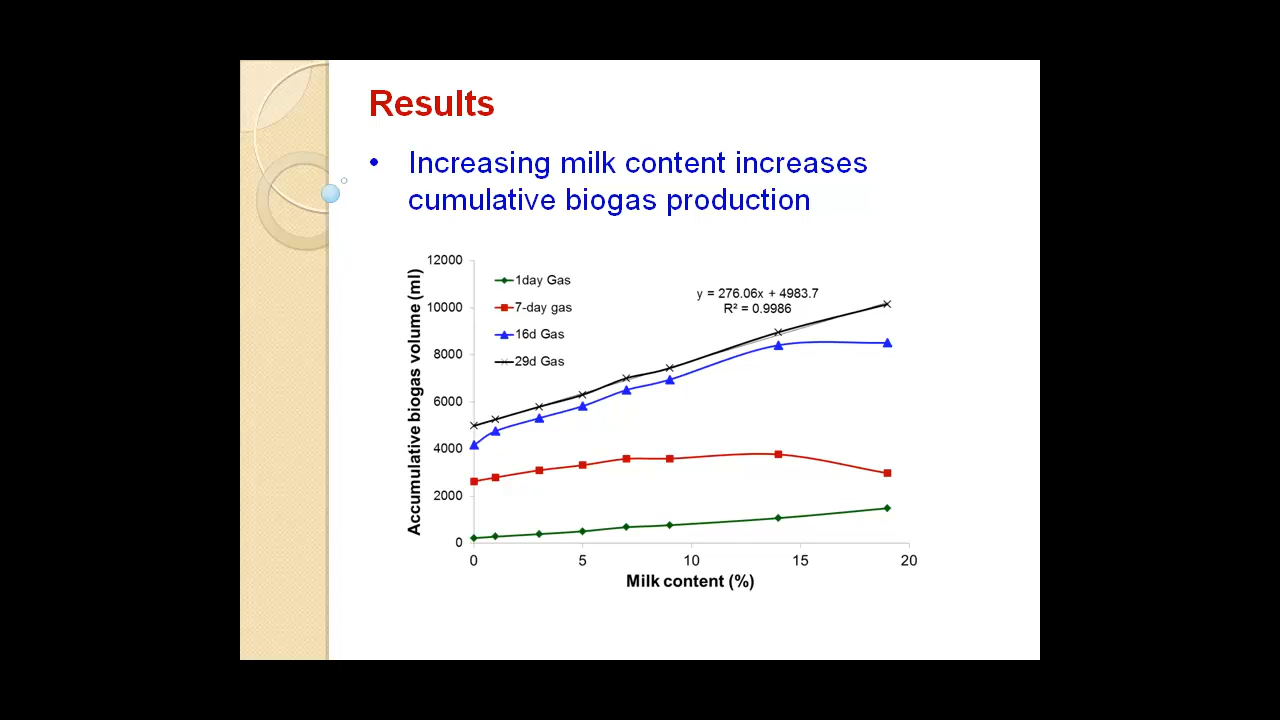 Results
• Increasing milk content increases
cumulative biogas production
Accumulative biogas volume (ml)
12000
10000
8000
6000
4000
2000
0
1day Gas
7-day gas
16d Gas
29d Gas
y = 276.06x + 4983.7
R² = 0.9986
0 5 10 15 20
Milk content (%)